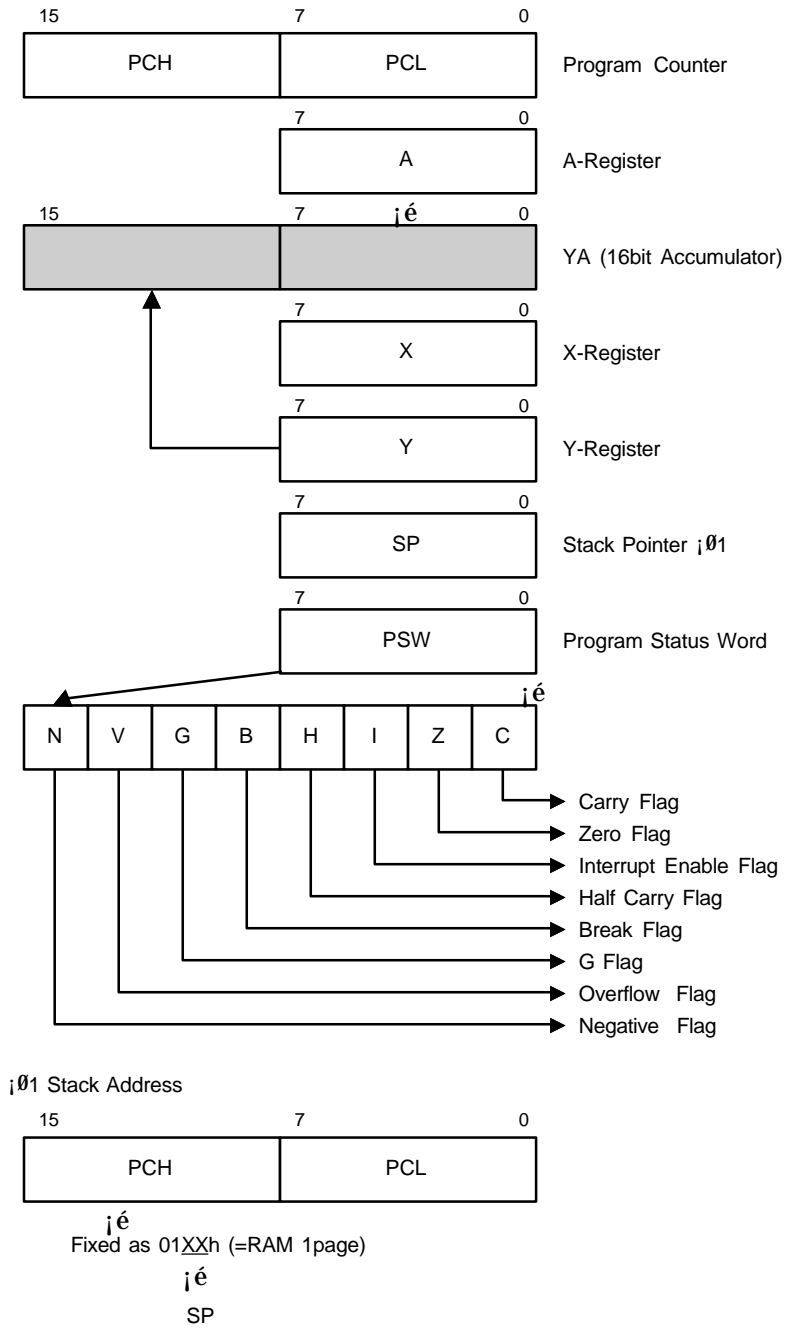 15 7 0
PCH PCL Program Counter
7 0
A A-Register
¡é
15 7 0
YA (16bit Accumulator)
7 0
X X-Register
7 0
Y Y-Register
7 0
SP Stack Pointer ¡Ø1
7 0
PSW Program Status Word
¡é
N V G B H I Z C
Carry Flag
Zero Flag
Interrupt Enable Flag
Half Carry Flag
Break Flag
G Flag
Overflow Flag
Negative Flag
¡Ø1 Stack Address
15 7 0
PCH PCL
¡é
Fixed as 01XXh (=RAM 1page)
¡é
SP